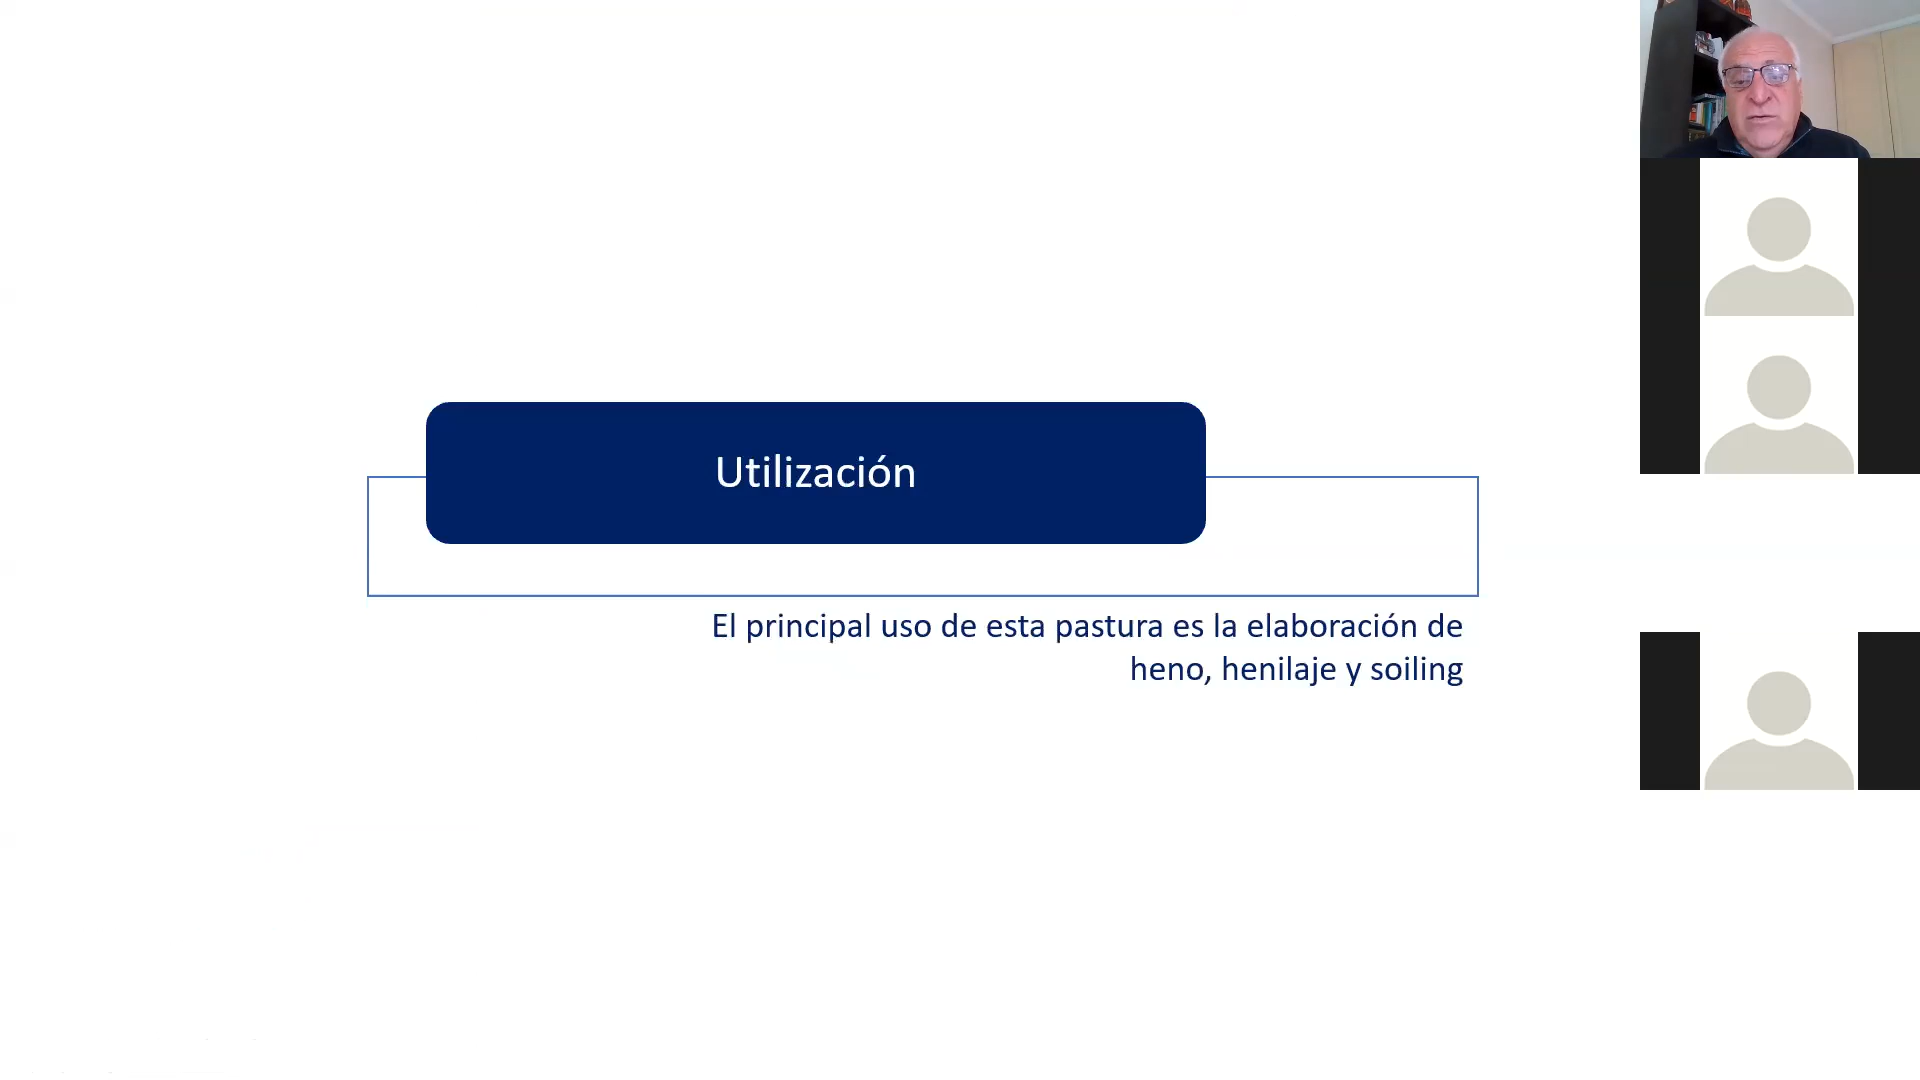 Utilización
El principal uso de esta pastura es la elaboración de
heno, henilaje y soiling